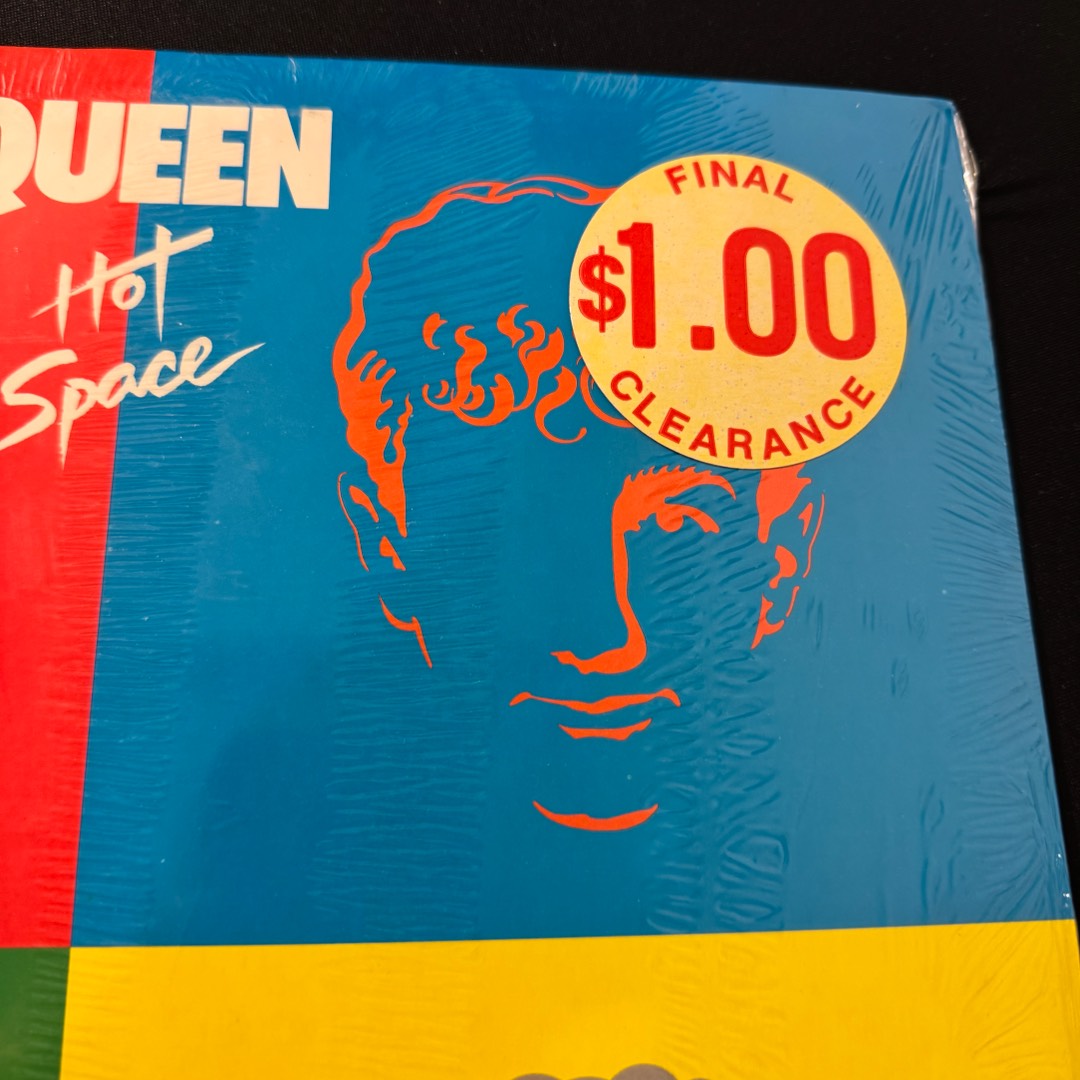 QUEEN
Hot
Space
FINAL
$1.00
CLEARANCE